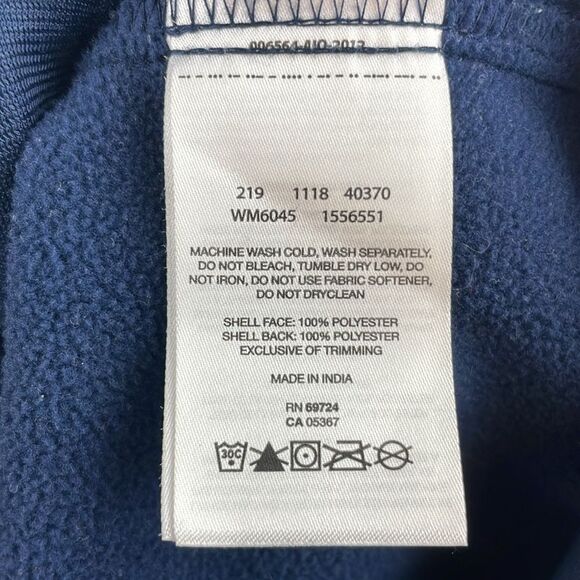 219 1118 40370
WM6045 1556551
MACHINE WASH COLD, WASH SEPARATELY,
DO NOT BLEACH, TUMBLE DRY LOW, DO
NOT IRON, DO NOT USE FABRIC SOFTENER,
DO NOT DRYCLEAN
SHELL FACE: 100% POLYESTER
SHELL BACK: 100% POLYESTER
EXCLUSIVE OF TRIMMING
MADE IN INDIA
RN 69724
CA 05367
30C